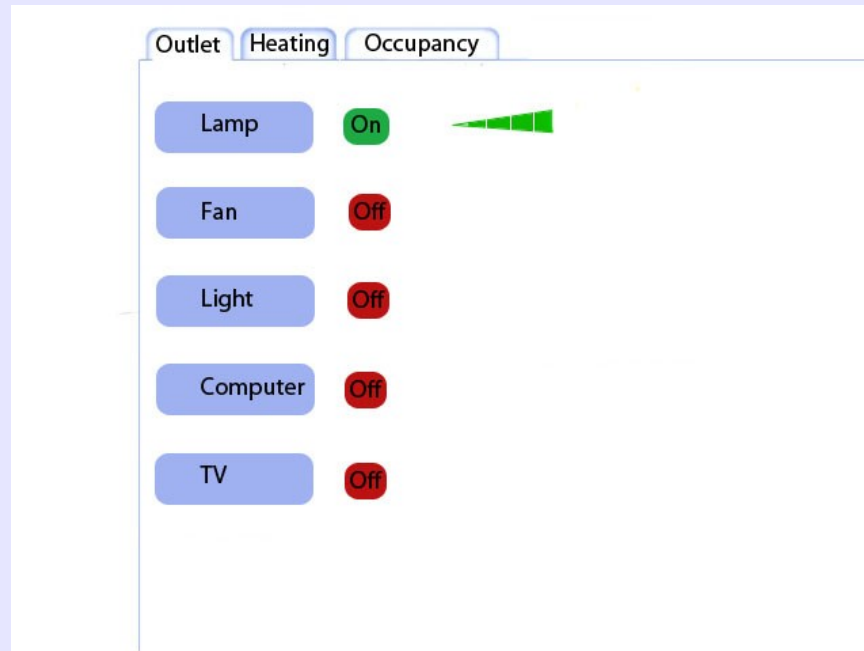 Outlet Heating Occupancy
Lamp On
Fan Off
Light Off
Computer Off
TV Off